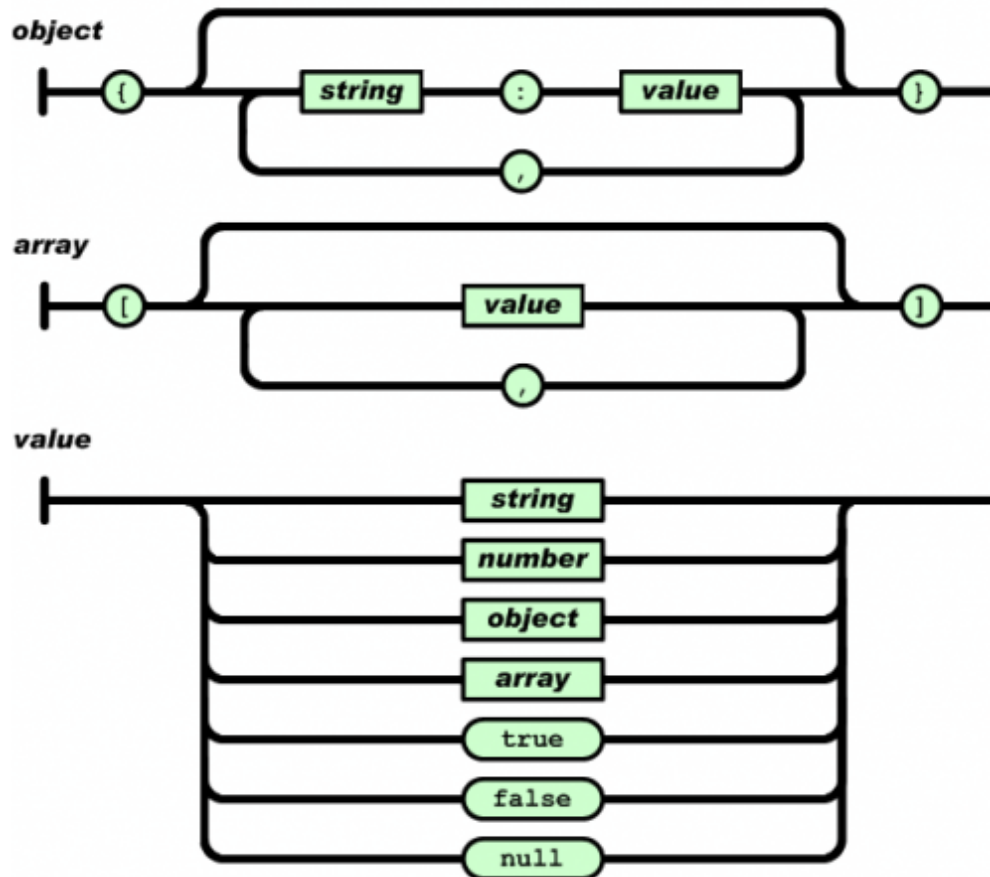 object
{ string : value }
,
array
[ value ]
,
value
string
number
object
array
true
false
null